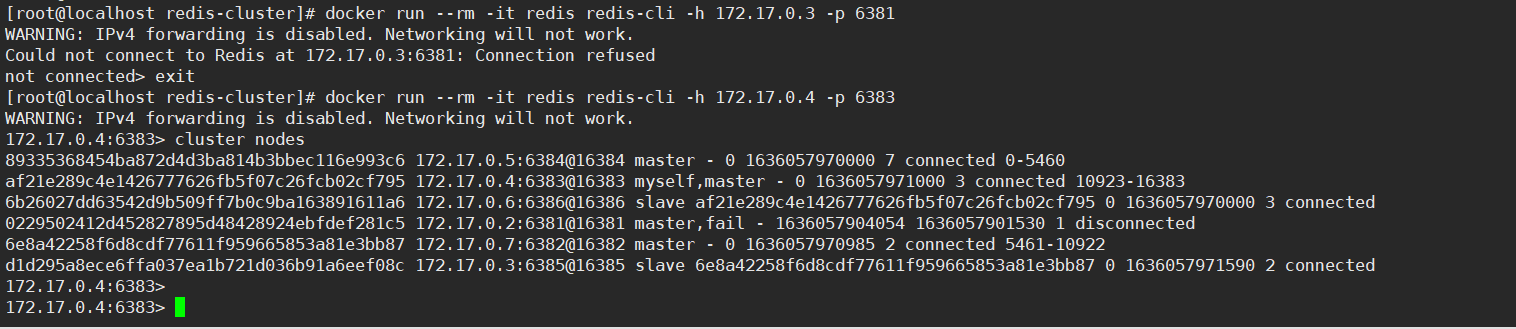 [root@localhost redis-cluster]# docker run --rm -it redis redis-cli -h 172.17.0.3 -p 6381
WARNING: IPv4 forwarding is disabled. Networking will not work.
Could not connect to Redis at 172.17.0.3:6381: Connection refused
not connected> exit
[root@localhost redis-cluster]# docker run --rm -it redis redis-cli -h 172.17.0.4 -p 6383
WARNING: IPv4 forwarding is disabled. Networking will not work.
172.17.0.4:6383> cluster nodes
89335368454ba872d4d3ba814b3bbec116e993c6 172.17.0.5:6384@16384 master - 0 1636057970000 7 connected 0-5460
af21e289c4e1426777626fb5f07c26fcb02cf795 172.17.0.4:6383@16383 myself,master - 0 1636057971000 3 connected 10923-16383
6b26027dd63542d9b509ff7b0c9ba163891611a6 172.17.0.6:6386@16386 slave af21e289c4e1426777626fb5f07c26fcb02cf795 0 1636057970000 3 connected
0229502412d452827895d48428924ebfdef281c5 172.17.0.2:6381@16381 master,fail - 1636057904054 1636057901530 1 disconnected
6e8a42258f6d8cdf77611f959665853a81e3bb87 172.17.0.7:6382@16382 master - 0 1636057970985 2 connected 5461-10922
d1d295a8ece6ffa037ea1b721d036b91a6eef08c 172.17.0.3:6385@16385 slave 6e8a42258f6d8cdf77611f959665853a81e3bb87 0 1636057971590 2 connected
172.17.0.4:6383>
172.17.0.4:6383>